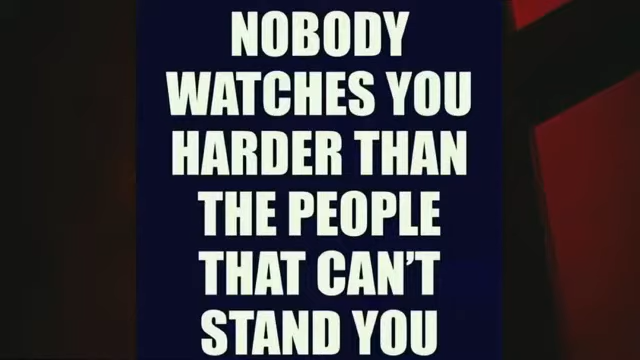 NOBODY
WATCHES YOU
HARDER THAN
THE PEOPLE
THAT CAN'T
STAND YOU